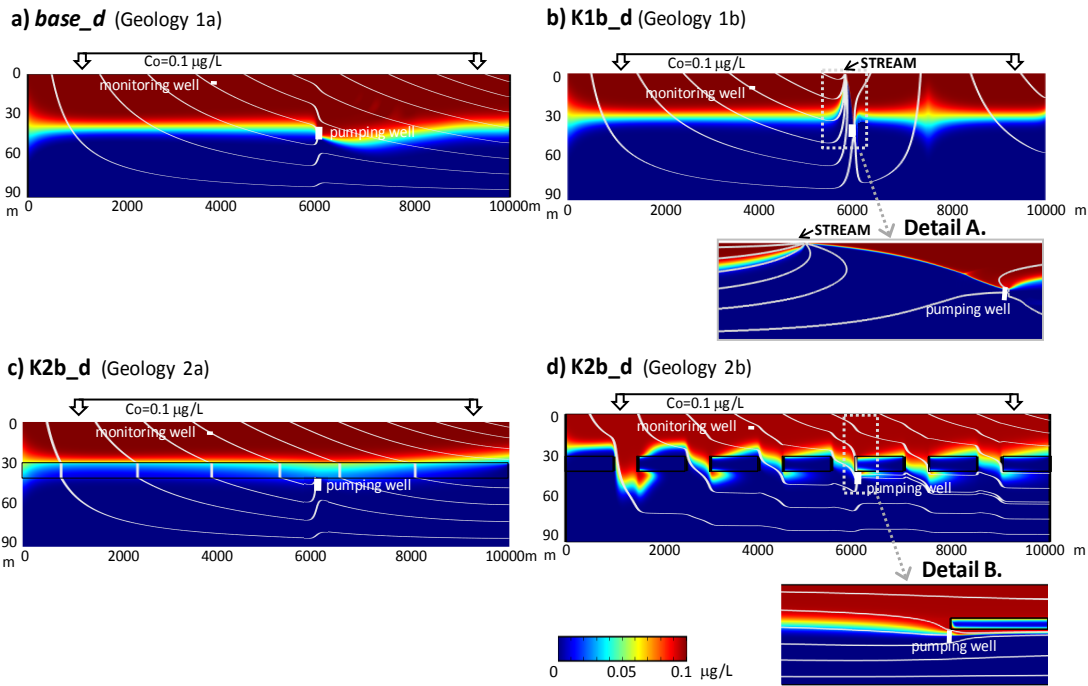 a) base_d (Geology 1a)
Co=0.1 µg/L
0
30
60
90
m
monitoring well
pumping well
0 2000 4000 6000 8000 10000m
b) K1b_d (Geology 1b)
Co=0.1 µg/L
STREAM
0
30
60
90
m
monitoring well
pumping well
0 2000 4000 6000 8000 10000 m
Detail A.
STREAM
pumping well
c) K2b_d (Geology 2a)
Co=0.1 µg/L
0
30
60
90
m
monitoring well
pumping well
0 2000 4000 6000 8000 10000m
d) K2b_d (Geology 2b)
Co=0.1 µg/L
0
30
60
90
m
monitoring well
pumping well
0 2000 4000 6000 8000 10000 m
Detail B.
pumping well
0 0.05 0.1 µg/L